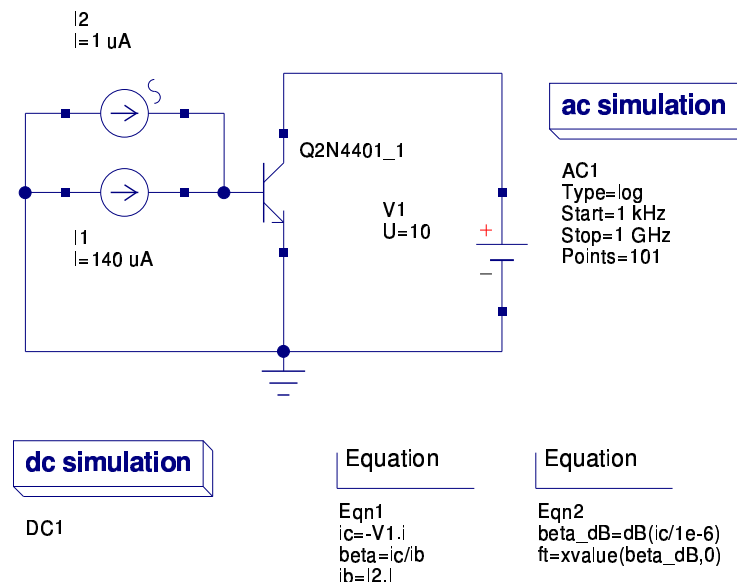 I2
I=1 uA
Q2N4401_1
I1
I=140 uA
V1
U=10
+
−
ac simulation
AC1
Type=log
Start=1 kHz
Stop=1 GHz
Points=101
dc simulation
DC1
Equation
Eqn1
ic=-V1.i
beta=ic/ib
ib=I2.I
Equation
Eqn2
beta_dB=dB(ic/1e-6)
ft=xvalue(beta_dB,0)